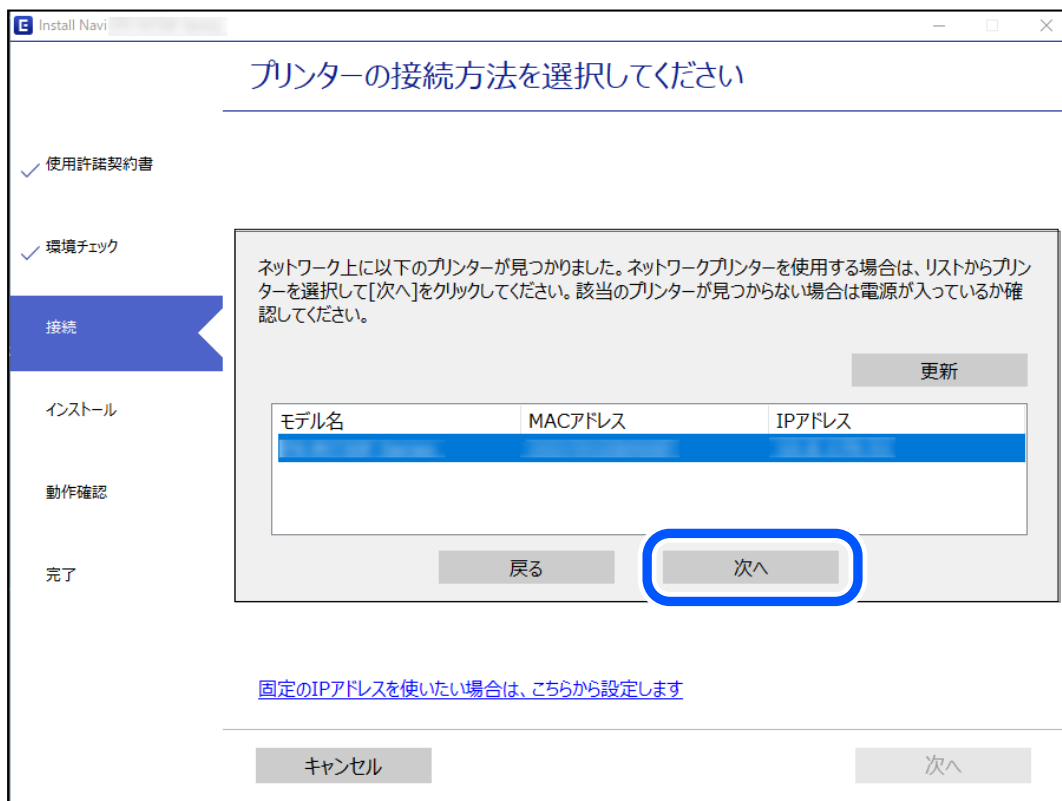 Install Navi
プリンターの接続方法を選択してください
使用許諾契約書
環境チェック
接続
インストール
動作確認
完了
ネットワーク上に以下のプリンターが見つかりました。ネットワークプリンターを使用する場合は、リストからプリン
ターを選択して[次へ]をクリックしてください。該当のプリンターが見つからない場合は電源が入っているか確
認してください。
更新
モデル名 MACアドレス IPアドレス
戻る 次へ
固定のIPアドレスを使いたい場合は、こちらから設定します
キャンセル 次へ